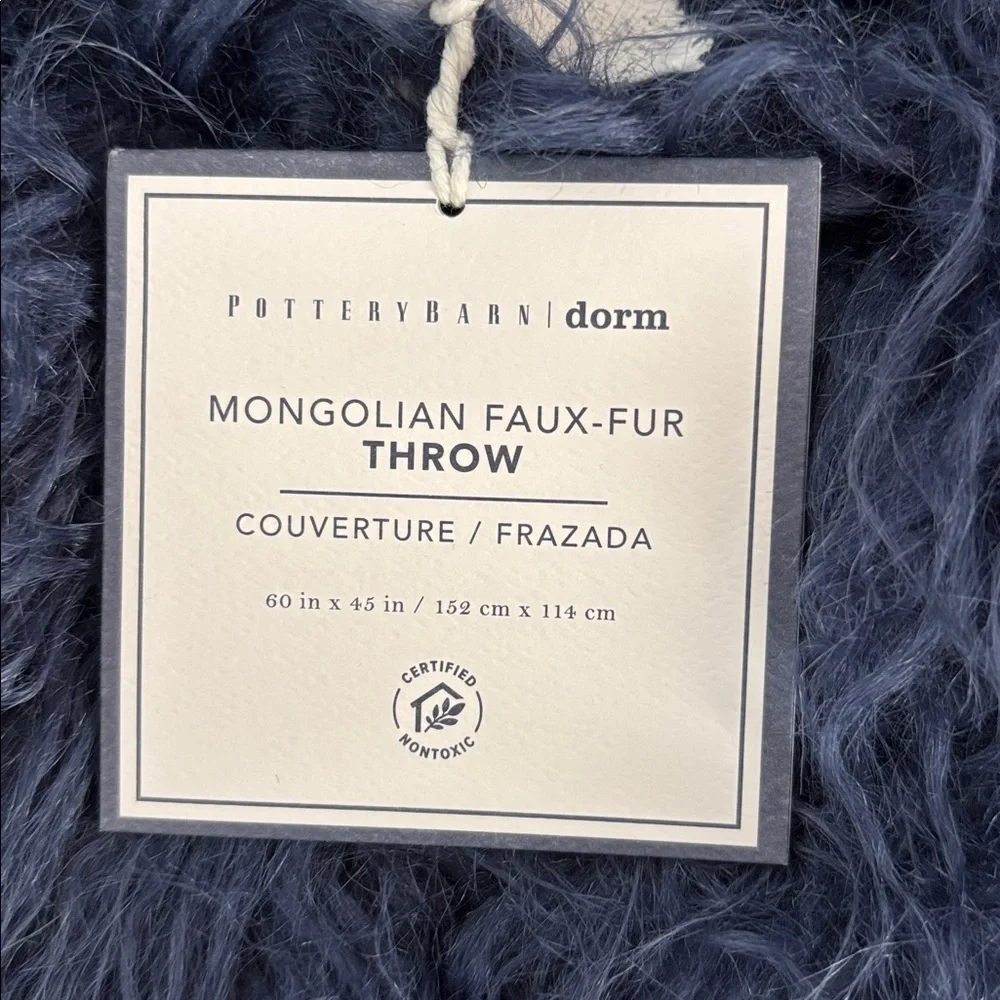 POTTERYBARN | dorm
MONGOLIAN FAUX-FUR
THROW
COUVERTURE / FRAZADA
60 in x 45 in / 152 cm x 114 cm
CERTIFIED
NONTOXIC